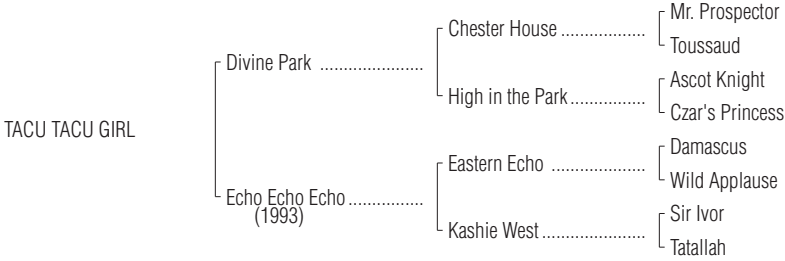 Mr. Prospector
Chester House ..................
Toussaud
Divine Park ......................
Ascot Knight
High in the Park................
Czar's Princess
TACU TACU GIRL
Damascus
Eastern Echo ....................
Wild Applause
Echo Echo Echo................
(1993)
Sir Ivor
Kashie West......................
Tatallah